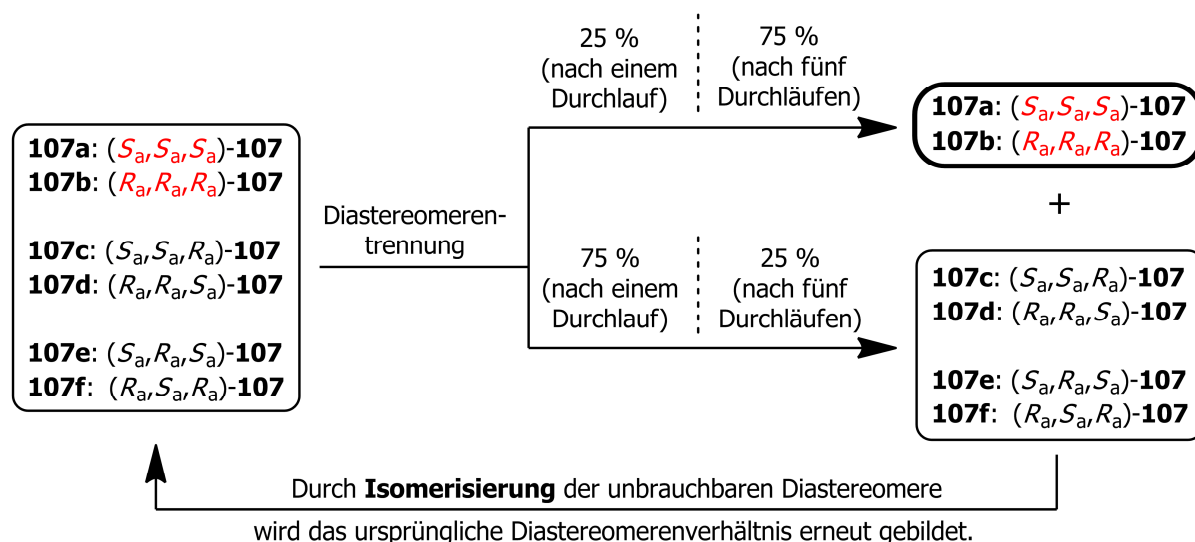 107a: (Sa,Sa,Sa)-107
107b: (Ra,Ra,Ra)-107
107c: (Sa,Sa,Ra)-107
107d: (Ra,Ra,Sa)-107
107e: (Sa,Ra,Sa)-107
107f: (Ra,Sa,Ra)-107
Diastereomeren-
trennung
25 %
(nach einem
Durchlauf)
75 %
(nach fünf
Durchläufen)
75 %
(nach einem
Durchlauf)
25 %
(nach fünf
Durchläufen)
107a: (Sa,Sa,Sa)-107
107b: (Ra,Ra,Ra)-107
+
107c: (Sa,Sa,Ra)-107
107d: (Ra,Ra,Sa)-107
107e: (Sa,Ra,Sa)-107
107f: (Ra,Sa,Ra)-107
Durch Isomerisierung der unbrauchbaren Diastereomere
wird das ursprüngliche Diastereomerenverhältnis erneut gebildet.